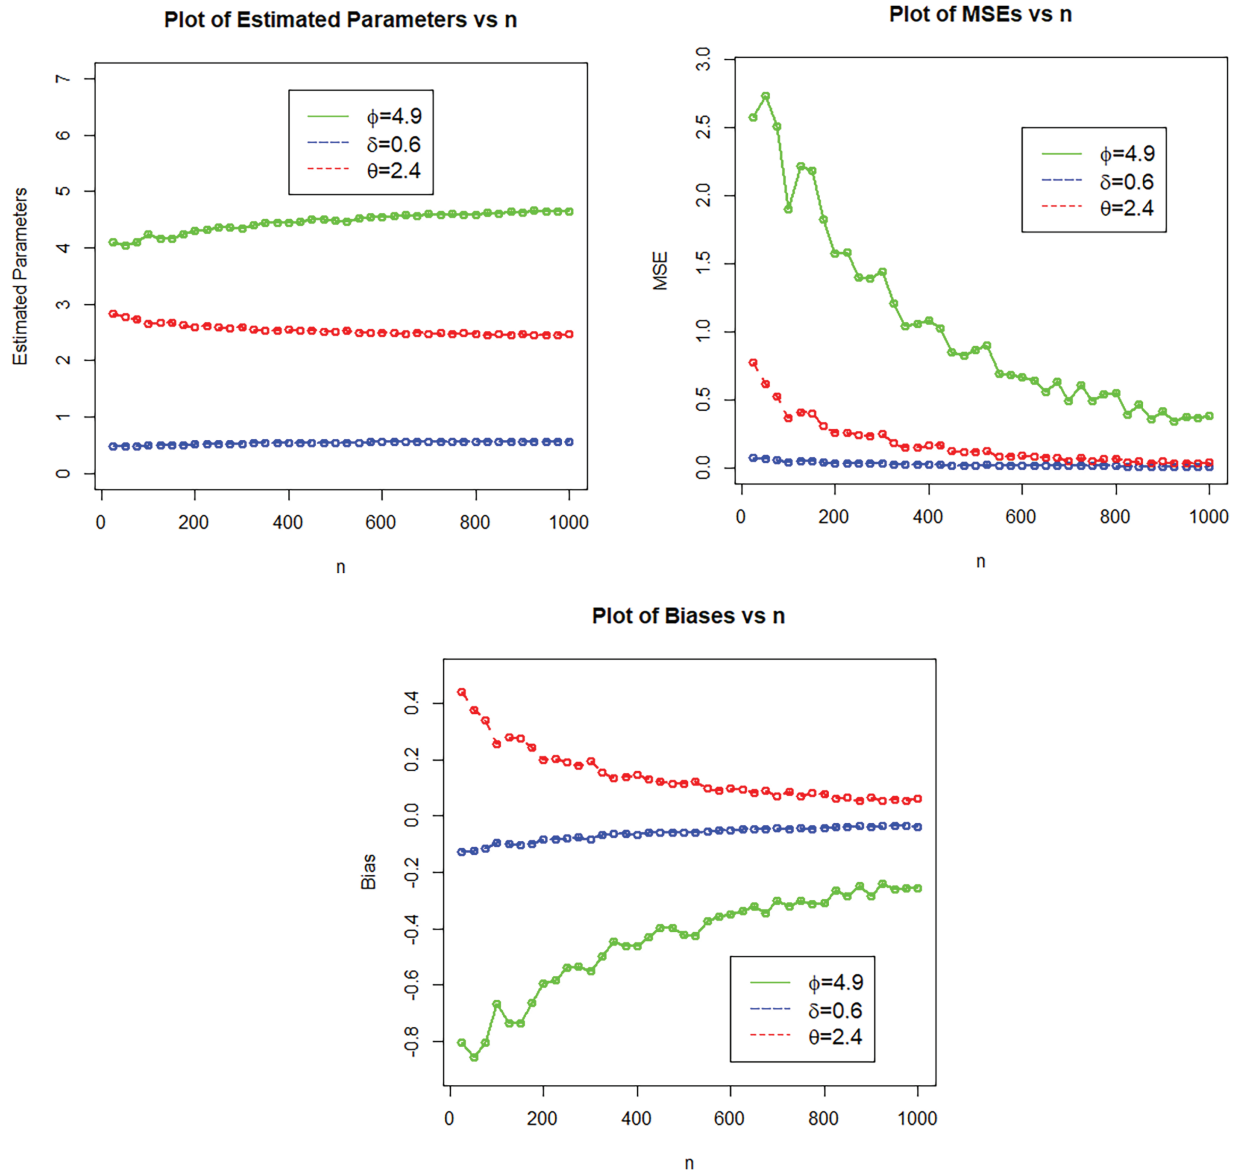 Plot of Estimated Parameters vs n
Estimated Parameters
7
6
5
4
3
2
1
0
ϕ=4.9
δ=0.6
θ=2.4
0 200 400 600 800 1000
n
Plot of MSEs vs n
MSE
3.0
2.5
2.0
1.5
1.0
0.5
0.0
ϕ=4.9
δ=0.6
θ=2.4
0 200 400 600 800 1000
n
Plot of Biases vs n
Bias
0.4
0.2
0.0
-0.2
-0.4
-0.6
-0.8
ϕ=4.9
δ=0.6
θ=2.4
0 200 400 600 800 1000
n